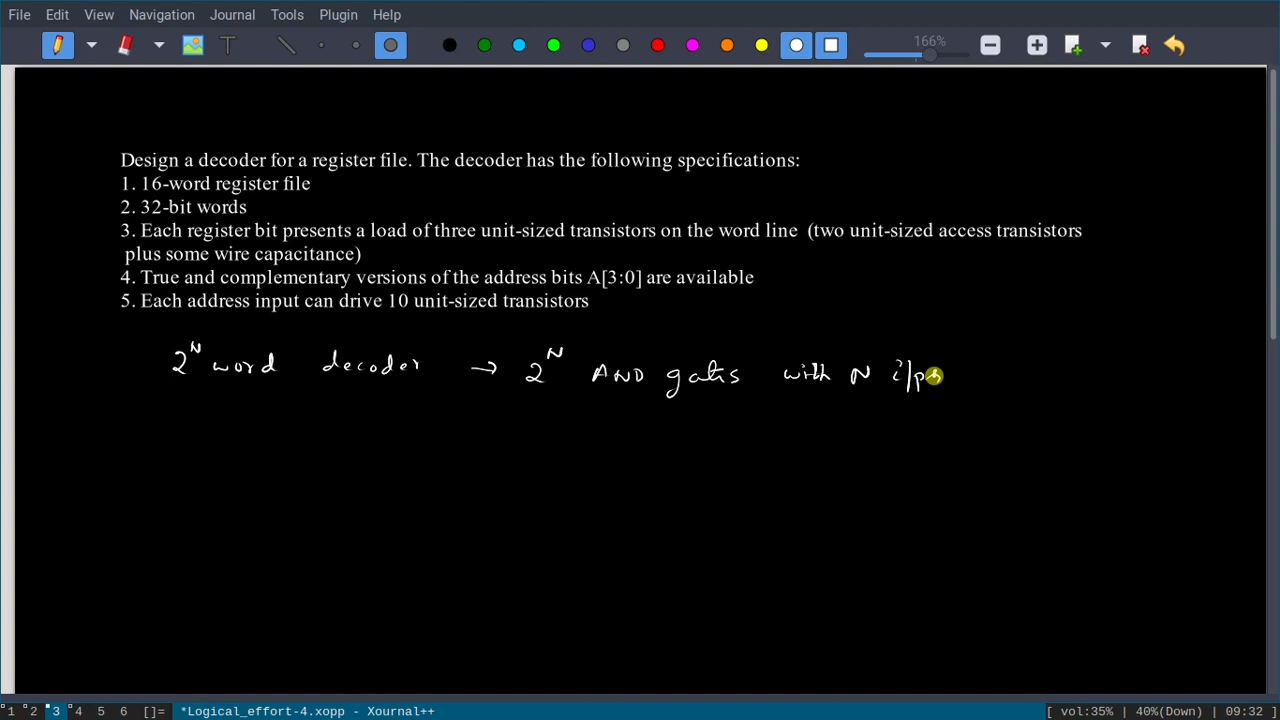 File Edit View Navigation Journal Tools Plugin Help
166%
Design a decoder for a register file. The decoder has the following specifications:
1. 16-word register file
2. 32-bit words
3. Each register bit presents a load of three unit-sized transistors on the word line (two unit-sized access transistors
plus some wire capacitance)
4. True and complementary versions of the address bits A[3:0] are available
5. Each address input can drive 10 unit-sized transistors
2^N word decoder → 2^N AND gates with N i/ps
1 2 3 4 5 6 []= *Logical_effort-4.xopp - Xournal++ [ vol:35% | 40%(Down) | 09:32 ]